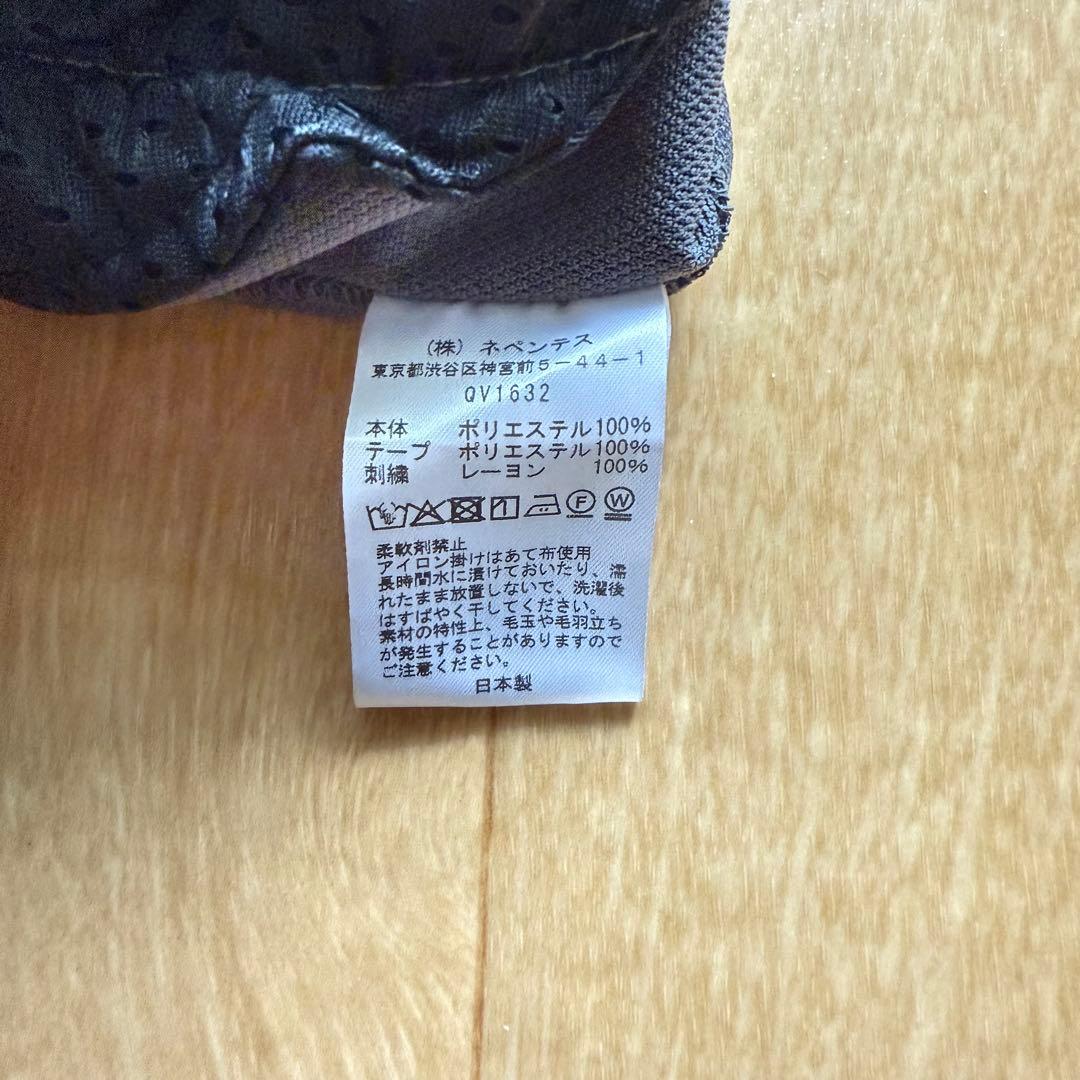 (株) ネペンテス
東京都渋谷区神宮前5-44-1
QV1632
本体 ポリエステル100%
テープ ポリエステル100%
刺繍 レーヨン 100%
F W
柔軟剤禁止
アイロン掛けはあて布使用
長時間水に漬けておいたり、濡
れたまま放置しないで、洗濯後
はすばやく干してください。
素材の特性上、毛玉や毛羽立ち
が発生することがありますので
ご注意ください。
日本製